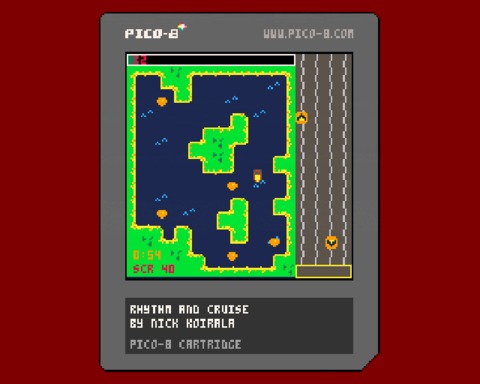 PICO-8
WWW.PICO-8.COM
0:54
SCR 40
RHYTHM AND CRUISE
BY NICK KOIRALA
PICO-8 CARTRIDGE